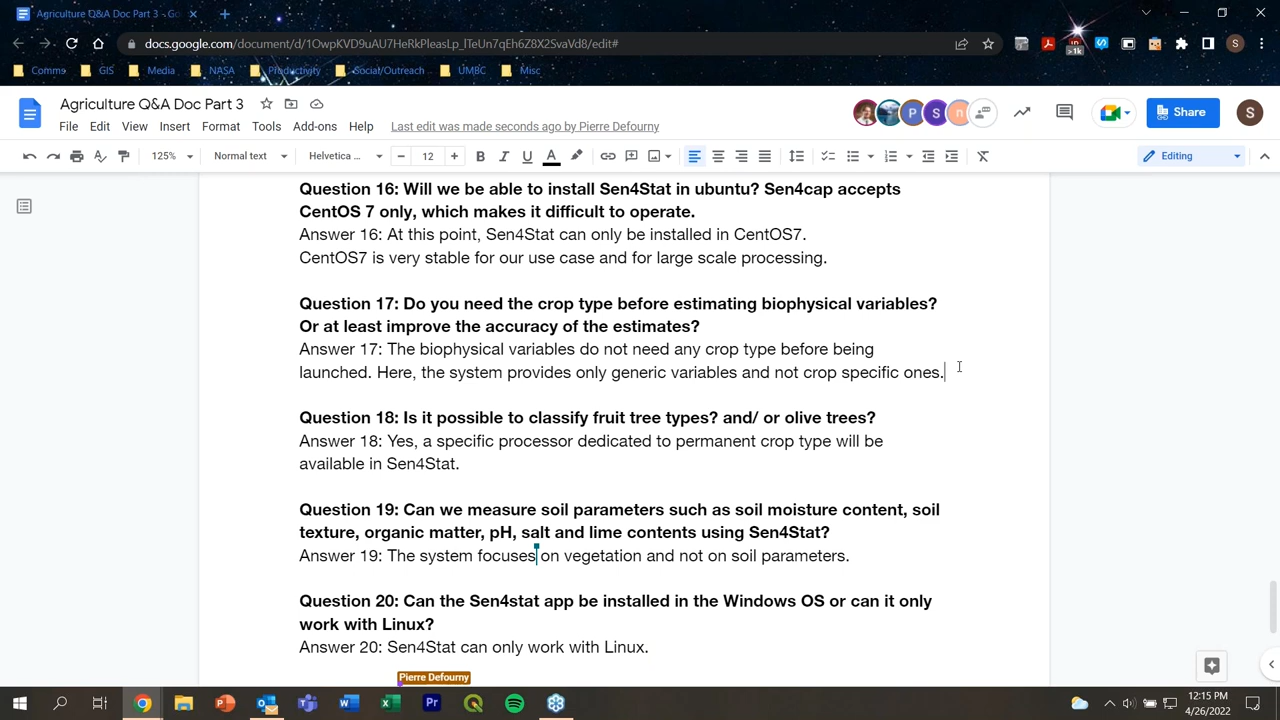 Agriculture Q&A Doc Part 3 - Go
docs.google.com/document/d/1OwpKVD9uAU7HeRkPleasLp_lTeUn7qEh6Z8X2SvaVd8/edit#
>1k
S
Comms
GIS
Media
NASA
Productivity
Social/Outreach
UMBC
Misc
Agriculture Q&A Doc Part 3
P
S
n
Share
S
File Edit View Insert Format Tools Add-ons Help Last edit was made seconds ago by Pierre Defourny
125% Normal text Helvetica ... 12 B I U A Editing
Question 16: Will we be able to install Sen4Stat in ubuntu? Sen4cap accepts
CentOS 7 only, which makes it difficult to operate.
Answer 16: At this point, Sen4Stat can only be installed in CentOS7.
CentOS7 is very stable for our use case and for large scale processing.
Question 17: Do you need the crop type before estimating biophysical variables?
Or at least improve the accuracy of the estimates?
Answer 17: The biophysical variables do not need any crop type before being
launched. Here, the system provides only generic variables and not crop specific ones.
Question 18: Is it possible to classify fruit tree types? and/ or olive trees?
Answer 18: Yes, a specific processor dedicated to permanent crop type will be
available in Sen4Stat.
Question 19: Can we measure soil parameters such as soil moisture content, soil
texture, organic matter, pH, salt and lime contents using Sen4Stat?
Answer 19: The system focuses on vegetation and not on soil parameters.
Question 20: Can the Sen4stat app be installed in the Windows OS or can it only
work with Linux?
Answer 20: Sen4Stat can only work with Linux.
Pierre Defourny
12:15 PM
4/26/2022